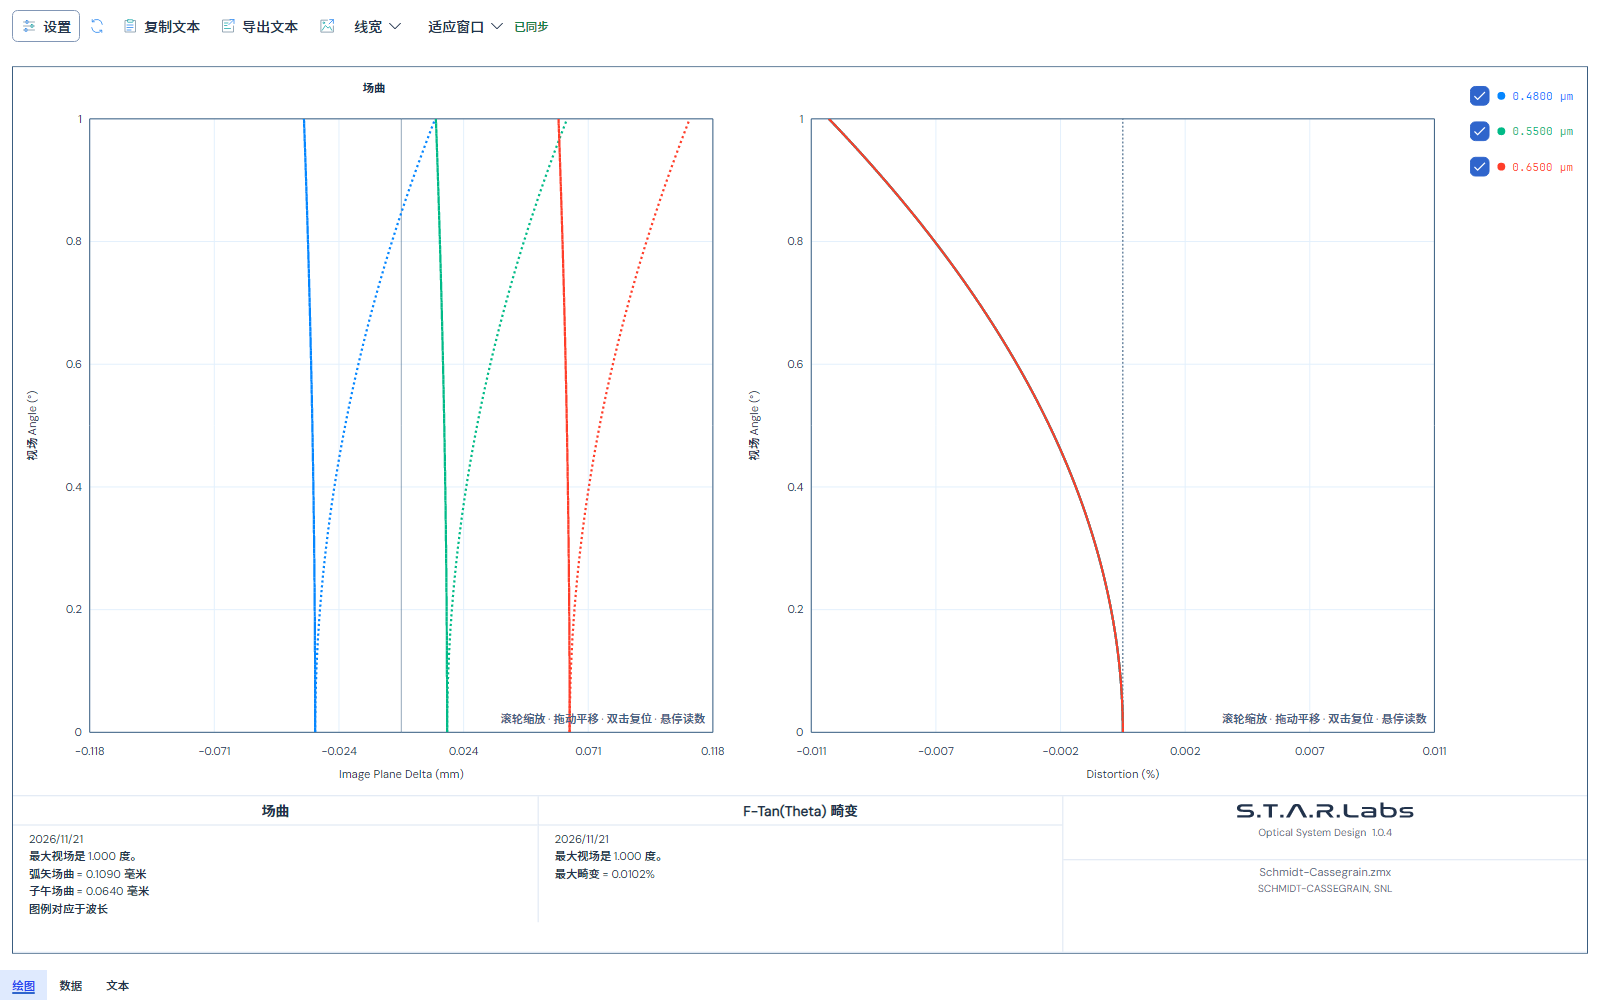 设置 复制文本 导出文本 线宽 适应窗口 已同步
场曲
0.4800 μm
0.5500 μm
0.6500 μm
1
0.8
0.6
0.4
0.2
0
视场 Angle (°)
-0.118 -0.071 -0.024 0.024 0.071 0.118
Image Plane Delta (mm)
滚轮缩放 · 拖动平移 · 双击复位 · 悬停读数
1
0.8
0.6
0.4
0.2
0
视场 Angle (°)
-0.011 -0.007 -0.002 0.002 0.007 0.011
Distortion (%)
滚轮缩放 · 拖动平移 · 双击复位 · 悬停读数
场曲
2026/11/21
最大视场是 1.000 度。
弧矢场曲 = 0.1090 毫米
子午场曲 = 0.0640 毫米
图例对应于波长
F-Tan(Theta) 畸变
2026/11/21
最大视场是 1.000 度。
最大畸变 = 0.0102%
S.T.A.R.Labs
Optical System Design 1.0.4
Schmidt-Cassegrain.zmx
SCHMIDT-CASSEGRAIN, SNL
绘图 数据 文本